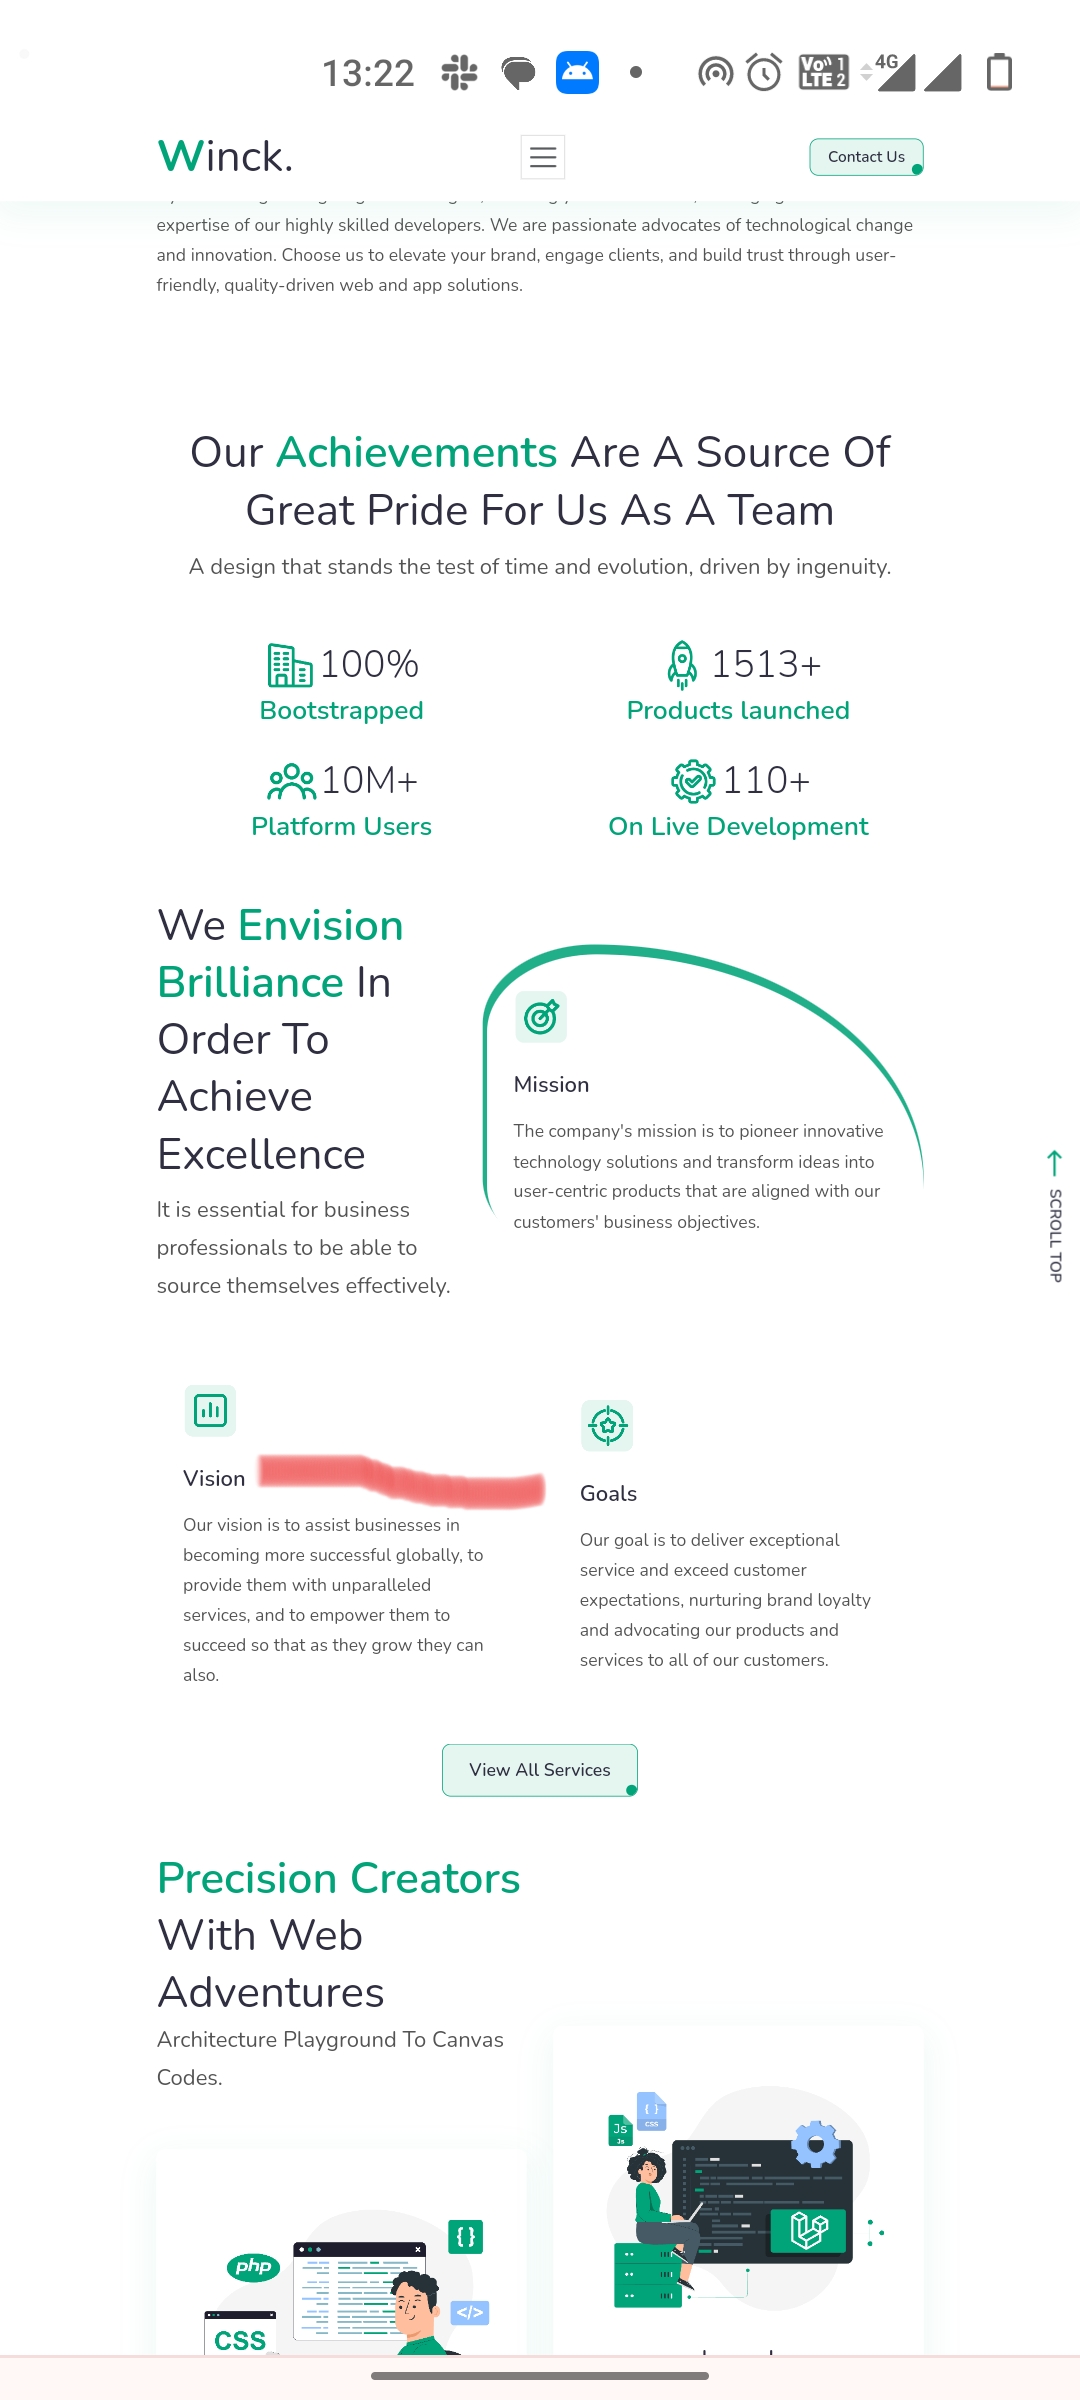 13:22
Vo)) 1
LTE 2
4G
Winck.
Contact Us
expertise of our highly skilled developers. We are passionate advocates of technological change
and innovation. Choose us to elevate your brand, engage clients, and build trust through user-
friendly, quality-driven web and app solutions.
Our Achievements Are A Source Of
Great Pride For Us As A Team
A design that stands the test of time and evolution, driven by ingenuity.
100%
Bootstrapped
1513+
Products launched
10M+
Platform Users
110+
On Live Development
We Envision
Brilliance In
Order To
Achieve
Excellence
It is essential for business
professionals to be able to
source themselves effectively.
Mission
The company's mission is to pioneer innovative
technology solutions and transform ideas into
user-centric products that are aligned with our
customers' business objectives.
SCROLL TOP
Vision
Our vision is to assist businesses in
becoming more successful globally, to
provide them with unparalleled
services, and to empower them to
succeed so that as they grow they can
also.
Goals
Our goal is to deliver exceptional
service and exceed customer
expectations, nurturing brand loyalty
and advocating our products and
services to all of our customers.
View All Services
Precision Creators
With Web
Adventures
Architecture Playground To Canvas
Codes.
{ }
CSS
Js
Js
{ }
php
</>
CSS